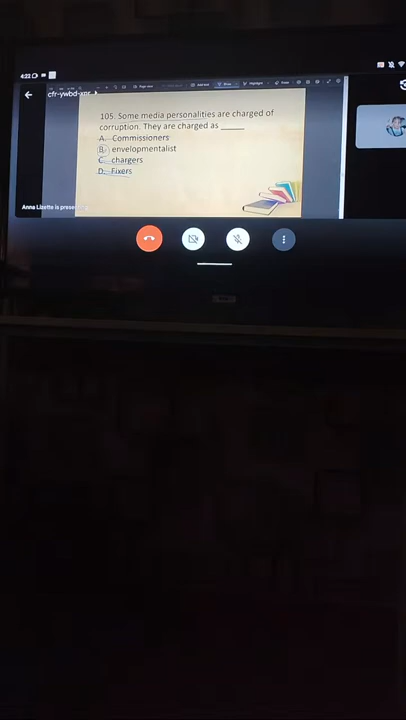 4:22
cfr-ywbd-xnr
105. Some media personalities are charged of
corruption. They are charged as _____
A. Commissioners
B. envelopmentalist
C. chargers
D. Fixers
Anna Lizette is presenting